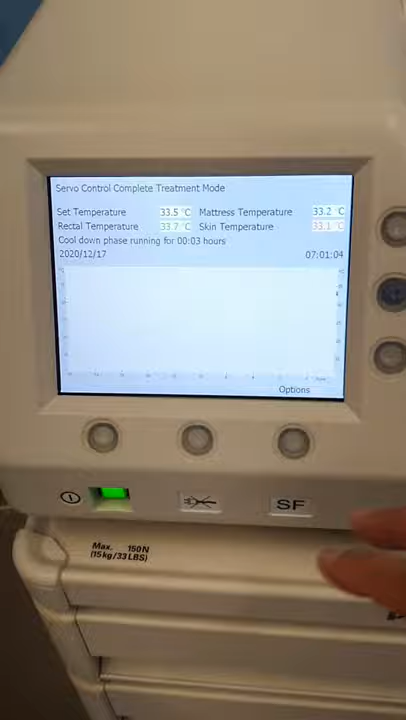 Servo Control Complete Treatment Mode
Set Temperature 33.5 °C Mattress Temperature 33.2 °C
Rectal Temperature 33.7 °C Skin Temperature 33.1 °C
Cool down phase running for 00:03 hours
2020/12/17 07:01:04
Options
SF
Max. 150N
(15kg/33LBS)